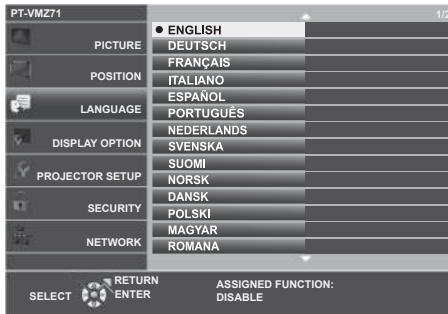 PT-VMZ71
1/2
PICTURE
POSITION
LANGUAGE
DISPLAY OPTION
PROJECTOR SETUP
SECURITY
NETWORK
ENGLISH
DEUTSCH
FRANÇAIS
ITALIANO
ESPAÑOL
PORTUGUÊS
NEDERLANDS
SVENSKA
SUOMI
NORSK
DANSK
POLSKI
MAGYAR
ROMANA
SELECT
RETURN
ENTER
ASSIGNED FUNCTION:
DISABLE